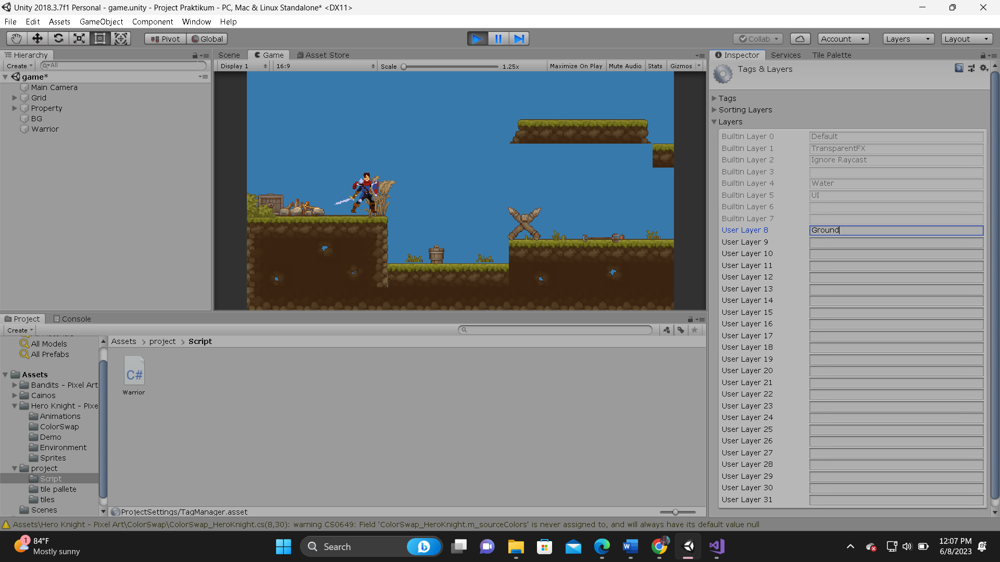 Unity 2018.3.7f1 Personal - game.unity - Project Praktikum - PC, Mac & Linux Standalone* <DX11>
File Edit Assets GameObject Component Window Help
Pivot Global Collab Account Layers Layout
Hierarchy
Create All
game*
Main Camera
Grid
Property
BG
Warrior
Scene Game Asset Store
Display 1 16:9 Scale 1.25x Maximize On Play Mute Audio Stats Gizmos
Inspector Services Tile Palette
Tags & Layers
Tags
Sorting Layers
Layers
Builtin Layer 0 Default
Builtin Layer 1 TransparentFX
Builtin Layer 2 Ignore Raycast
Builtin Layer 3
Builtin Layer 4 Water
Builtin Layer 5 UI
Builtin Layer 6
Builtin Layer 7
User Layer 8 Ground
User Layer 9
User Layer 10
User Layer 11
User Layer 12
User Layer 13
User Layer 14
User Layer 15
User Layer 16
User Layer 17
User Layer 18
User Layer 19
User Layer 20
User Layer 21
User Layer 22
User Layer 23
User Layer 24
User Layer 25
User Layer 26
User Layer 27
User Layer 28
User Layer 29
User Layer 30
User Layer 31
Project Console
Create
All Models
All Prefabs
Assets
Bandits - Pixel Art
Cainos
Hero Knight - Pixe
Animations
ColorSwap
Demo
Environment
Sprites
project
Script
tile pallete
tiles
Scenes
Assets > project > Script
C#
Warrior
ProjectSettings/TagManager.asset
Assets\Hero Knight - Pixel Art\ColorSwap\ColorSwap_HeroKnight.cs(8,30): warning CS0649: Field 'ColorSwap_HeroKnight.m_sourceColors' is never assigned to, and will always have its default value null
1
84°F
Mostly sunny
Search
12:07 PM
6/8/2023